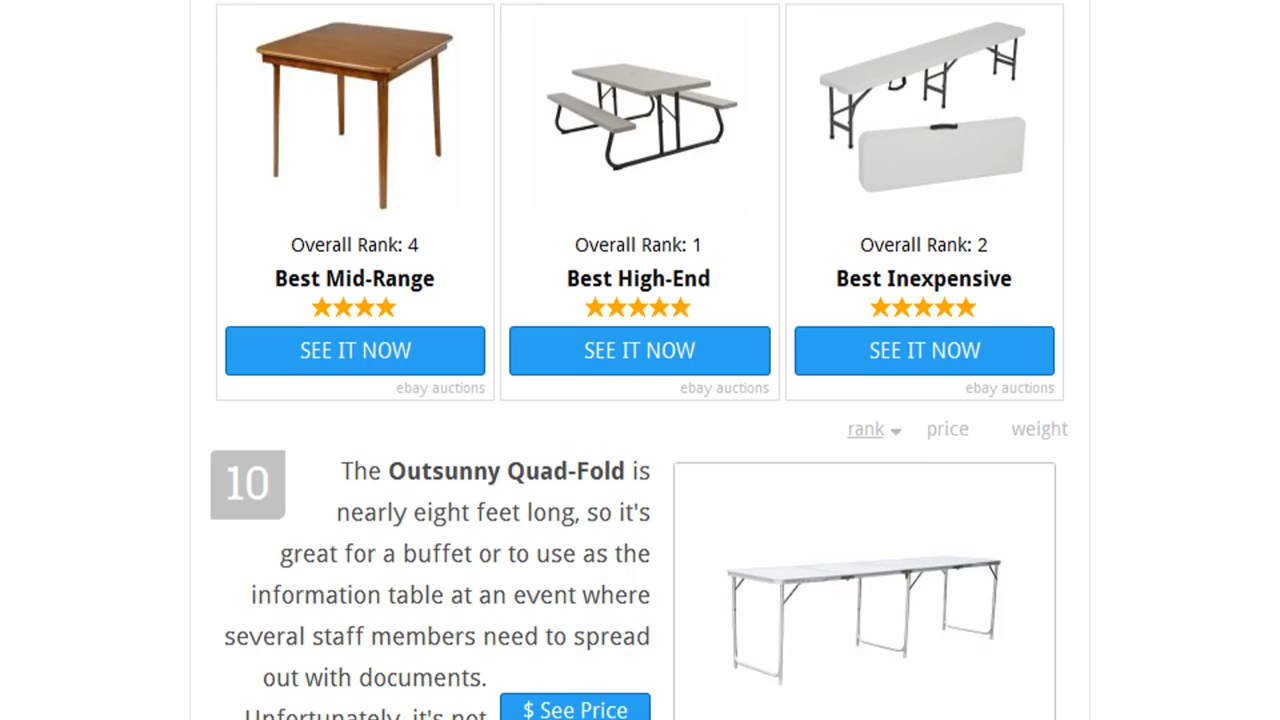 Overall Rank: 4
Best Mid-Range
SEE IT NOW
ebay auctions
Overall Rank: 1
Best High-End
SEE IT NOW
ebay auctions
Overall Rank: 2
Best Inexpensive
SEE IT NOW
ebay auctions
rank price weight
10
The Outsunny Quad-Fold is
nearly eight feet long, so it's
great for a buffet or to use as the
information table at an event where
several staff members need to spread
out with documents.
Unfortunately, it's not
$ See Price